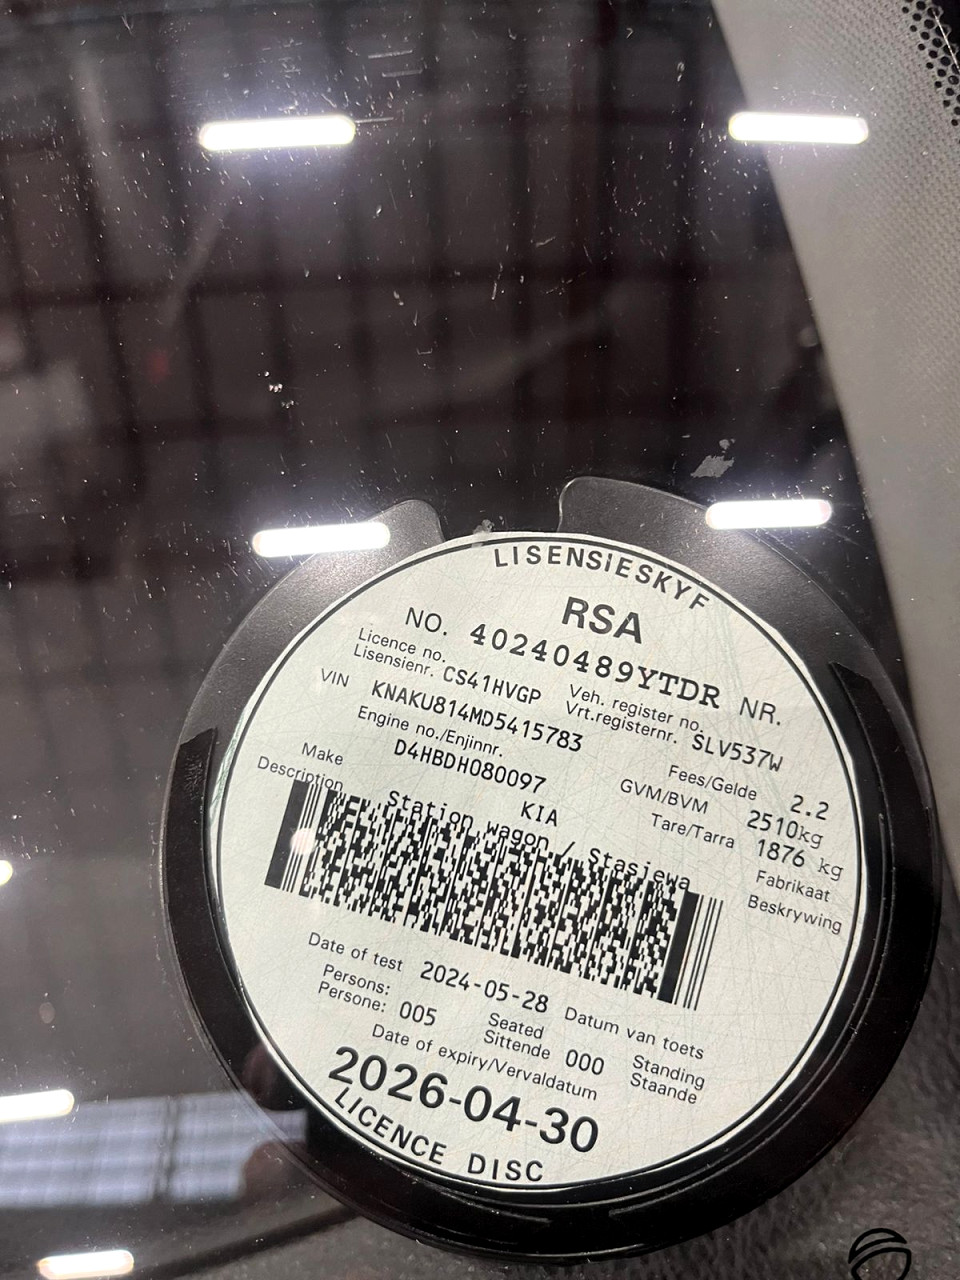 LISENSIESKYF
RSA
NO. 40240489YTDR NR.
Licence no. CS41HVGP Veh. register no. SLV537W
Lisensienr. Vrt.registernr.
VIN KNAKU814MD5415783
Engine no./Enjinnr. Fees/Gelde 2.2
D4HBDH080097 GVM/BVM 2510kg
Tare/Tarra 1876 kg
Make KIA Fabrikaat
Description Station wagon / Stasiewa Beskrywing
Date of test 2024-05-28 Datum van toets
Persons: 005 Seated 000 Standing
Persone: Sittende Staande
Date of expiry/Vervaldatum
2026-04-30
LICENCE DISC